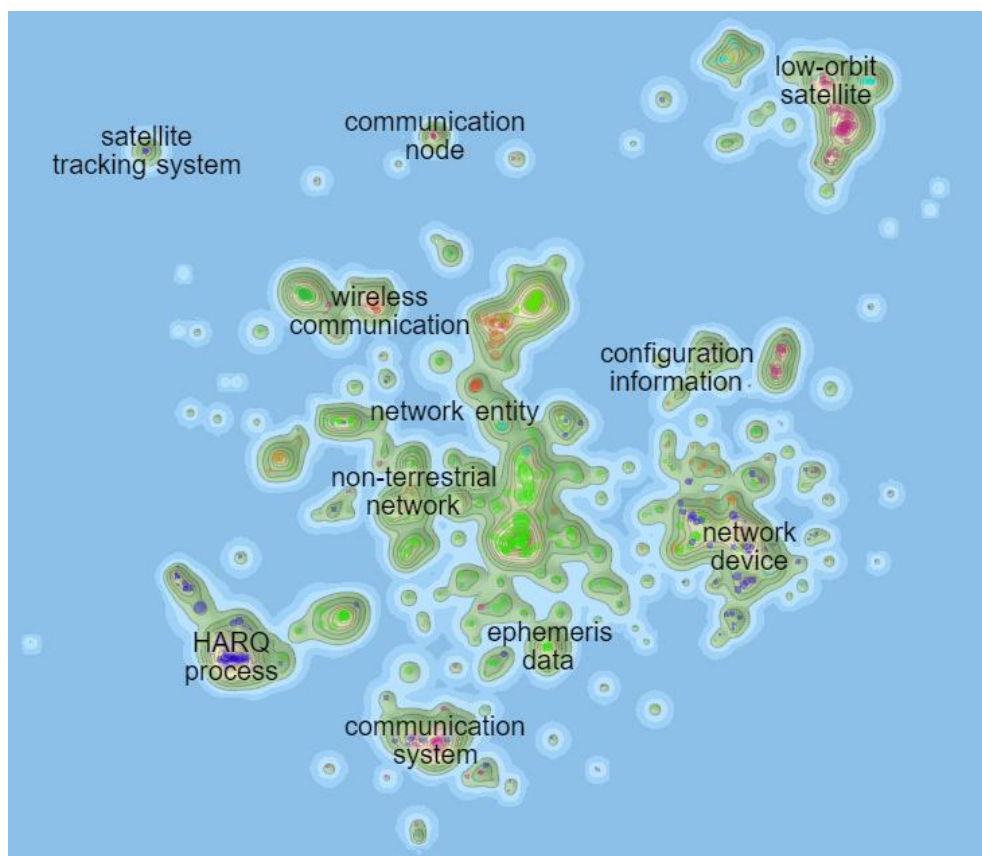 low-orbit
satellite
communication
node
satellite
tracking system
wireless
communication
configuration
information
network entity
non-terrestrial
network
network
device
HARQ
process
ephemeris
data
communication
system